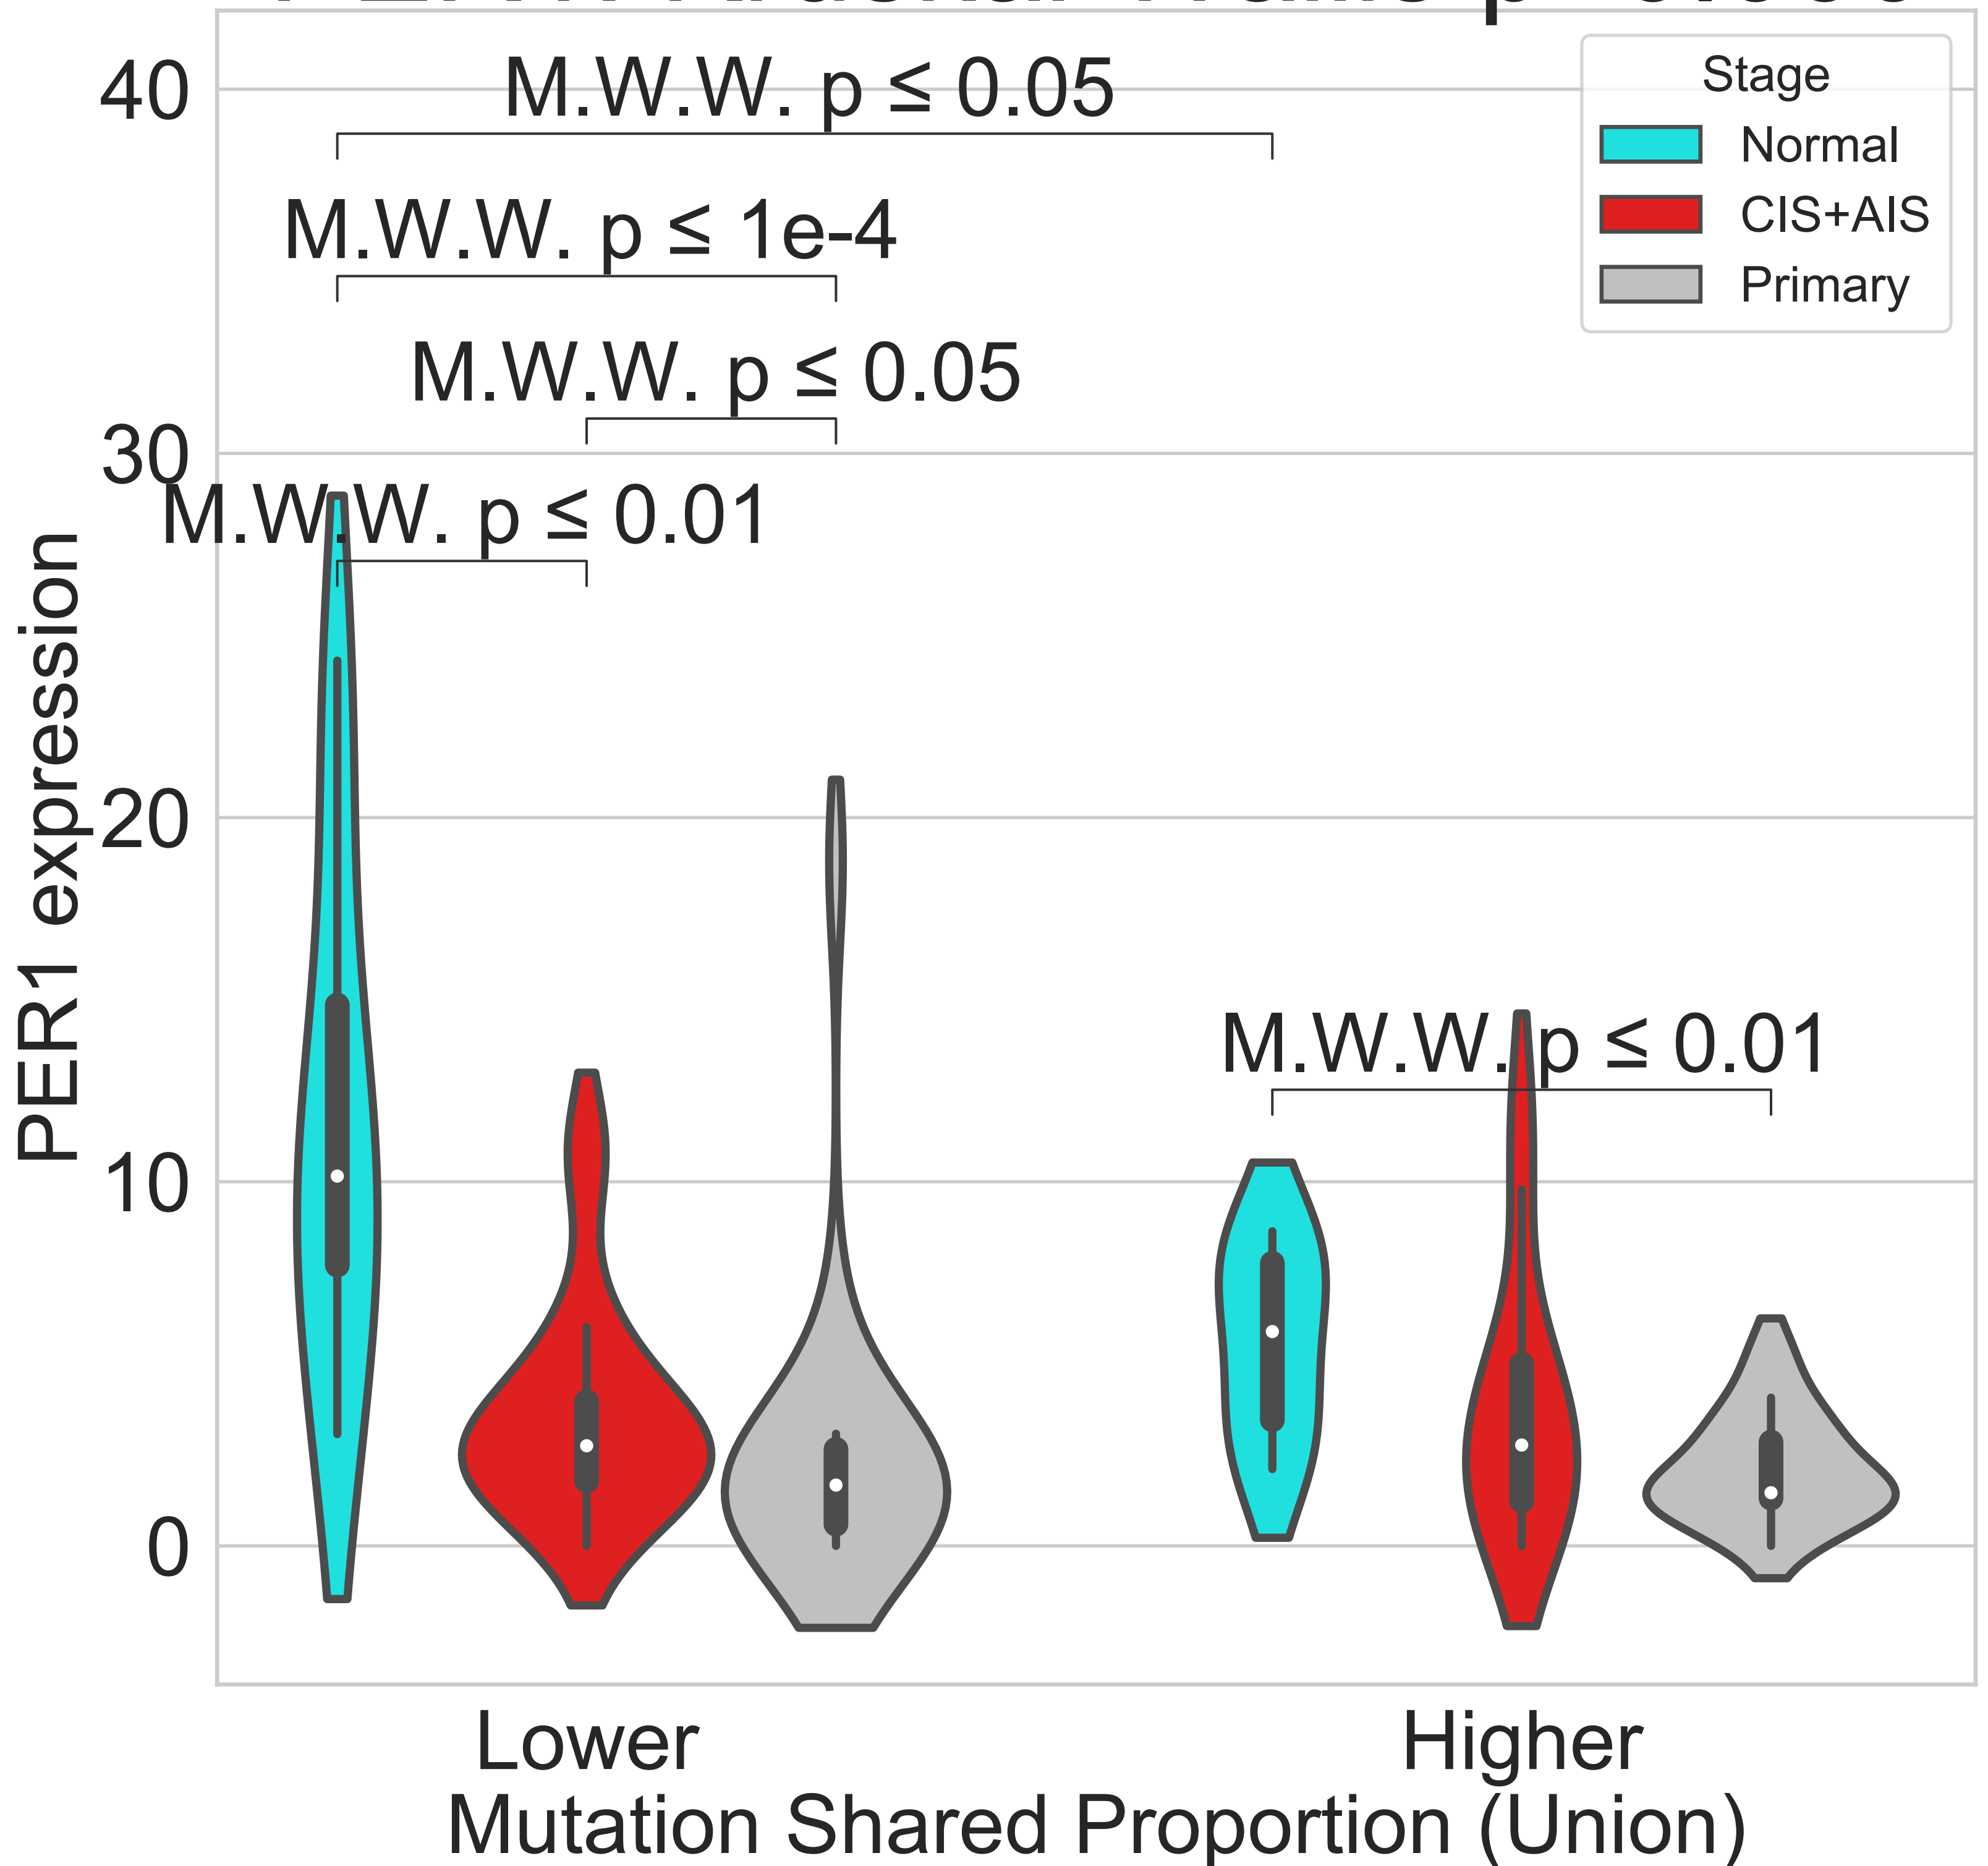 40
M.W.W. p ≤ 0.05
Stage
Normal
CIS+AIS
Primary
M.W.W. p ≤ 1e-4
M.W.W. p ≤ 0.05
30
M.W.W. p ≤ 0.01
PER1 expression
20
M.W.W. p ≤ 0.01
10
0
Lower
Higher
Mutation Shared Proportion (Union)